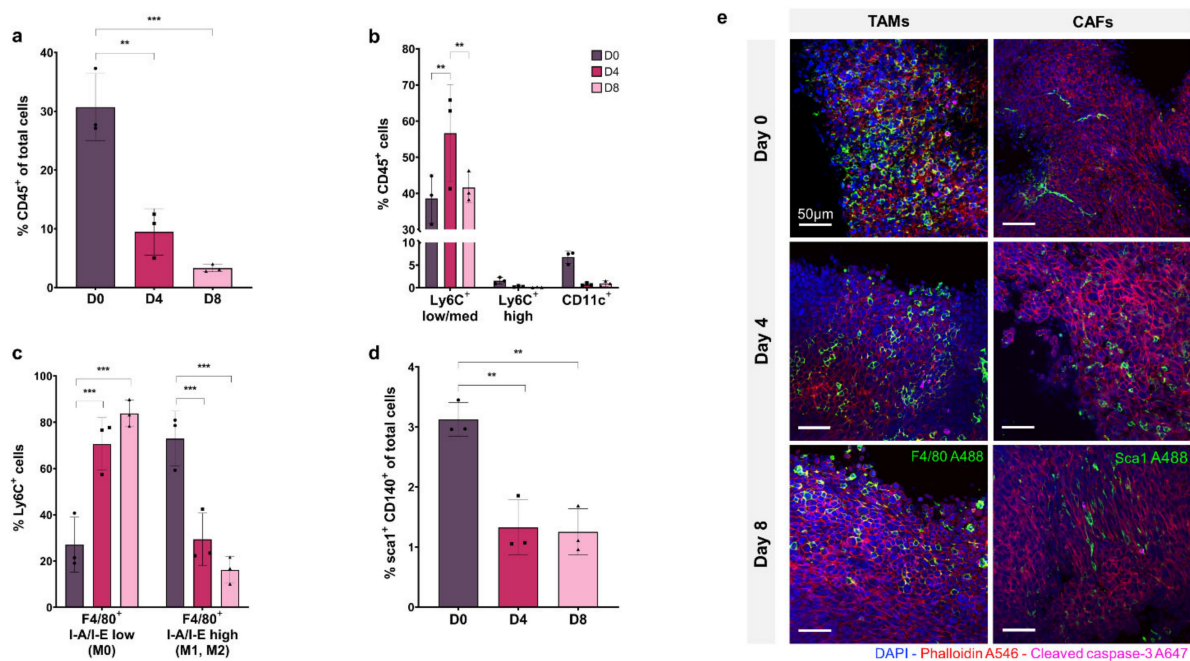 a
***
**
% CD45+ of total cells
40
30
20
10
0
D0 D4 D8
b
**
**
D0
D4
D8
% CD45+ cells
80
70
60
50
40
30
10
5
0
Ly6C+ Ly6C+ CD11c+
low/med high
c
***
***
***
***
% Ly6C+ cells
100
80
60
40
20
0
F4/80+ F4/80+
I-A/I-E low I-A/I-E high
(M0) (M1, M2)
d
**
**
% sca1+ CD140+ of total cells
4
3
2
1
0
D0 D4 D8
e
TAMs CAFs
Day 0
50µm
Day 4
Day 8
F4/80 A488 Sca1 A488
DAPI - Phalloidin A546 - Cleaved caspase-3 A647